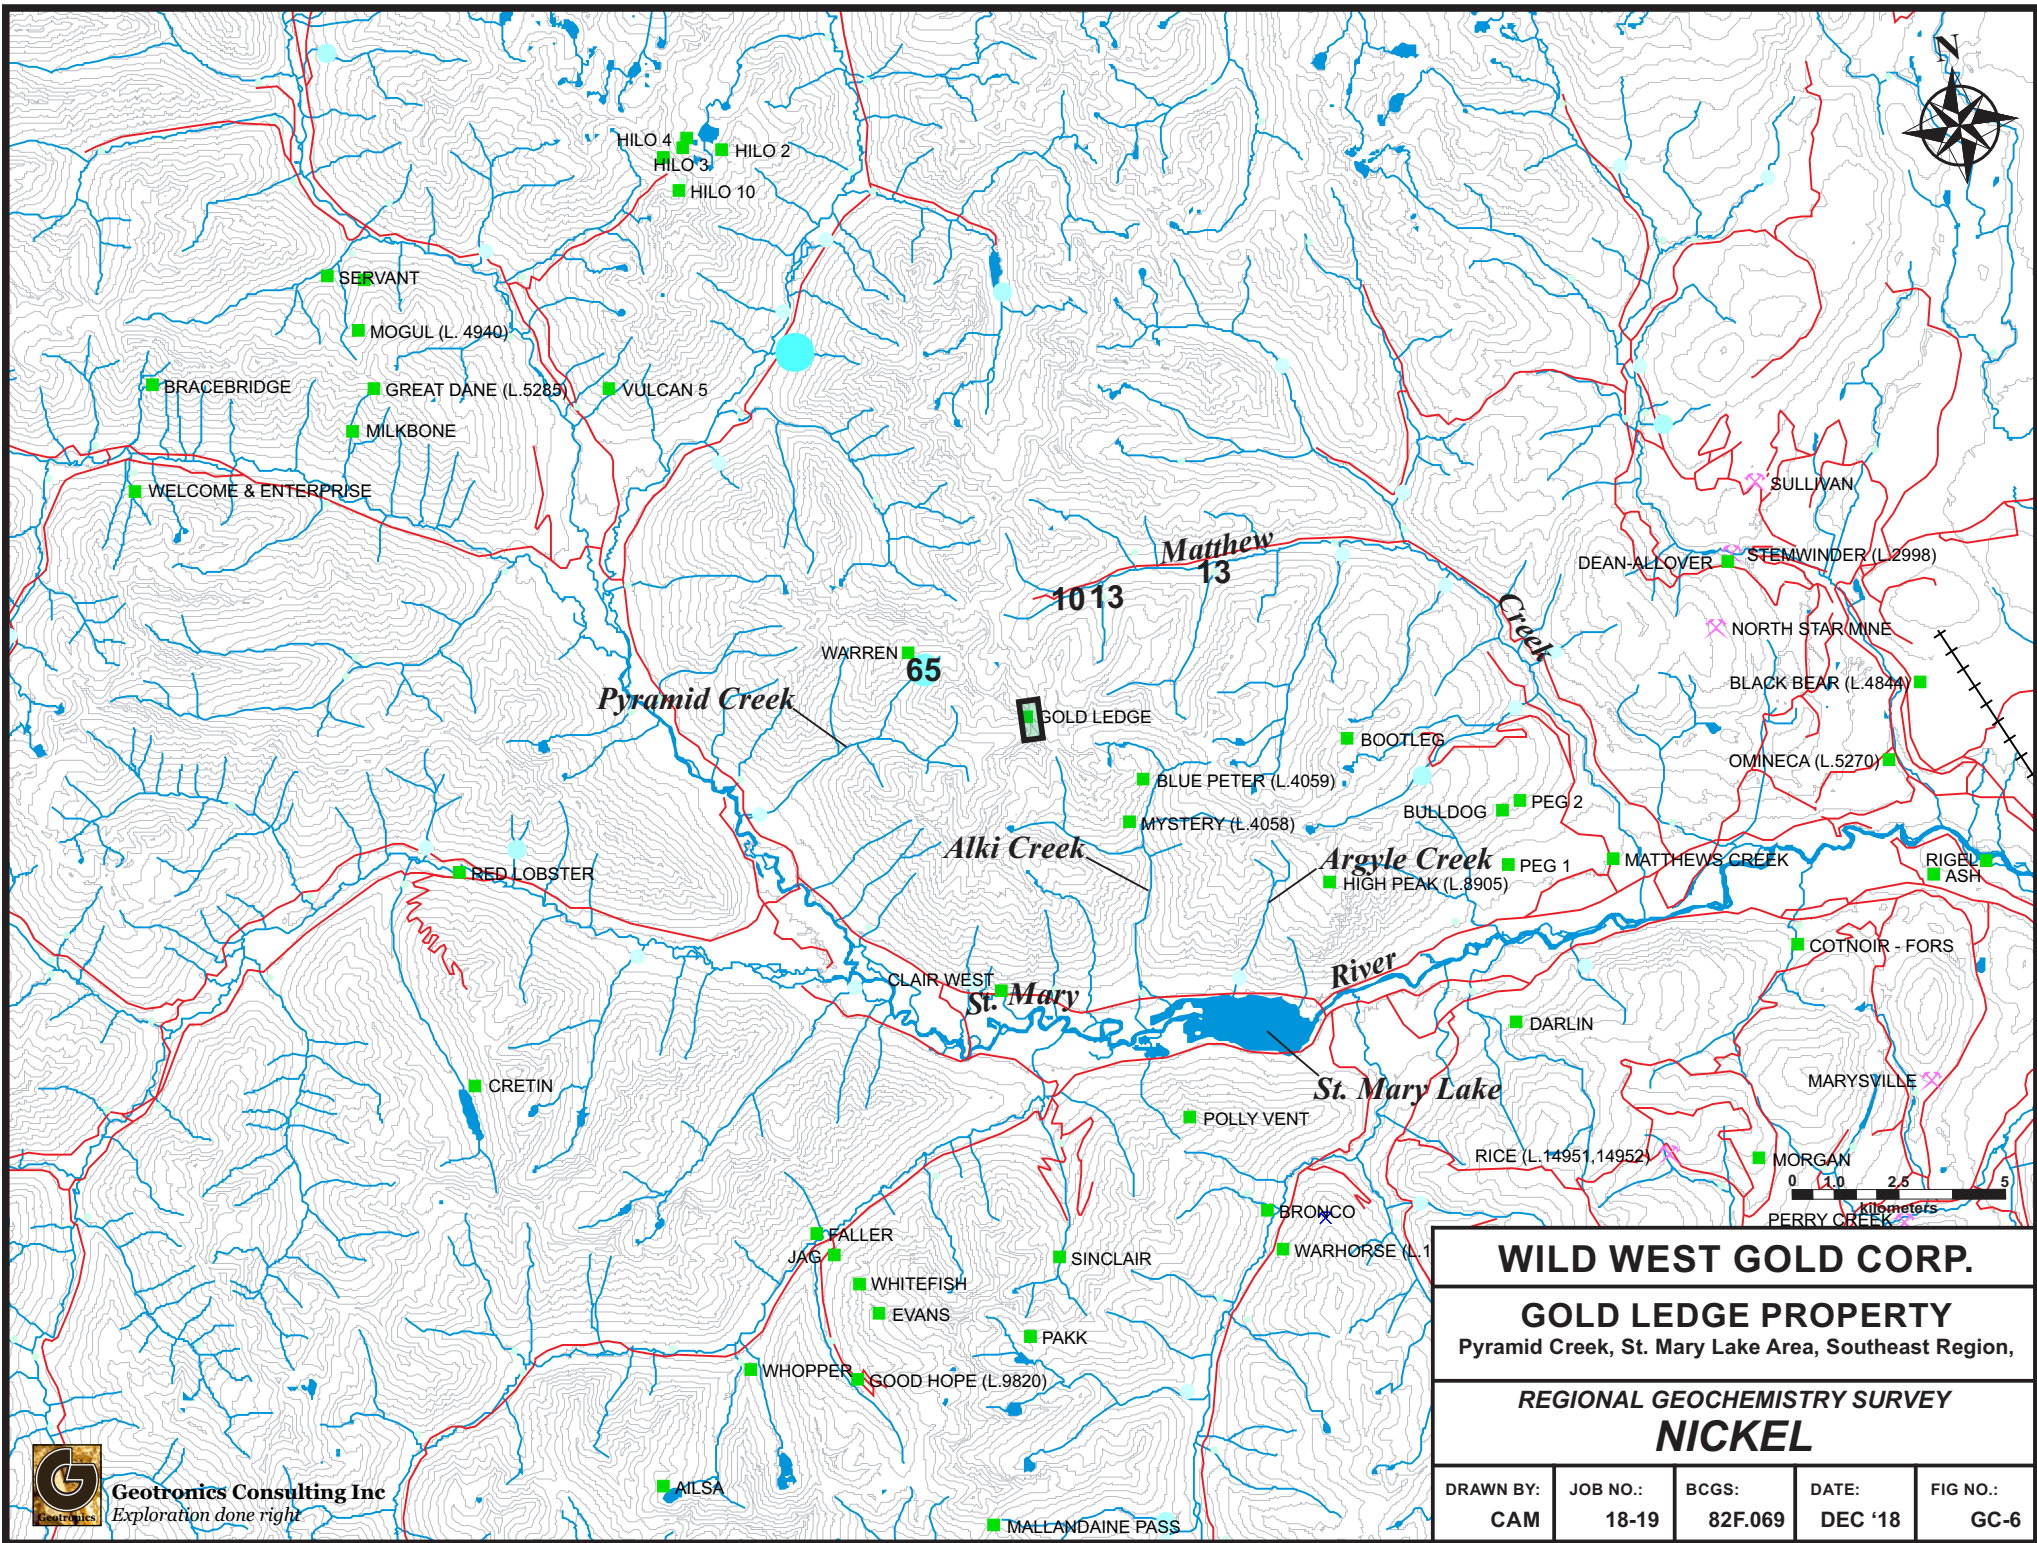 N
HILO 4
HILO 3
HILO 2
HILO 10
SERVANT
MOGUL (L. 4940)
BRACEBRIDGE
GREAT DANE (L.5285)
VULCAN 5
MILKBONE
WELCOME & ENTERPRISE
SULLIVAN
Matthew
13
STEMWINDER (L.2998)
DEAN-ALLOVER
10 13
Creek
NORTH STAR MINE
WARREN
65
BLACK BEAR (L.4844)
Pyramid Creek
GOLD LEDGE
BOOTLEG
OMINECA (L.5270)
BLUE PETER (L.4059)
PEG 2
BULLDOG
MYSTERY (L.4058)
Alki Creek
Argyle Creek
PEG 1
MATTHEWS CREEK
RIGEL
ASH
RED LOBSTER
HIGH PEAK (L.8905)
COTNOIR - FORS
CLAIR WEST
St. Mary
River
DARLIN
CRETIN
St. Mary Lake
MARYSVILLE
POLLY VENT
RICE (L.14951,14952)
MORGAN
0 1.0 2.5 5
kilometers
BRONCO
PERRY CREEK
FALLER
JAG
SINCLAIR
WARHORSE (L.1
WHITEFISH
EVANS
PAKK
WHOPPER
GOOD HOPE (L.9820)
AILSA
MALLANDAINE PASS
WILD WEST GOLD CORP.
GOLD LEDGE PROPERTY
Pyramid Creek, St. Mary Lake Area, Southeast Region,
REGIONAL GEOCHEMISTRY SURVEY
NICKEL
DRAWN BY: JOB NO.: BCGS: DATE: FIG NO.:
CAM 18-19 82F.069 DEC ‘18 GC-6
G
Geotronics
Geotronics Consulting Inc
Exploration done right